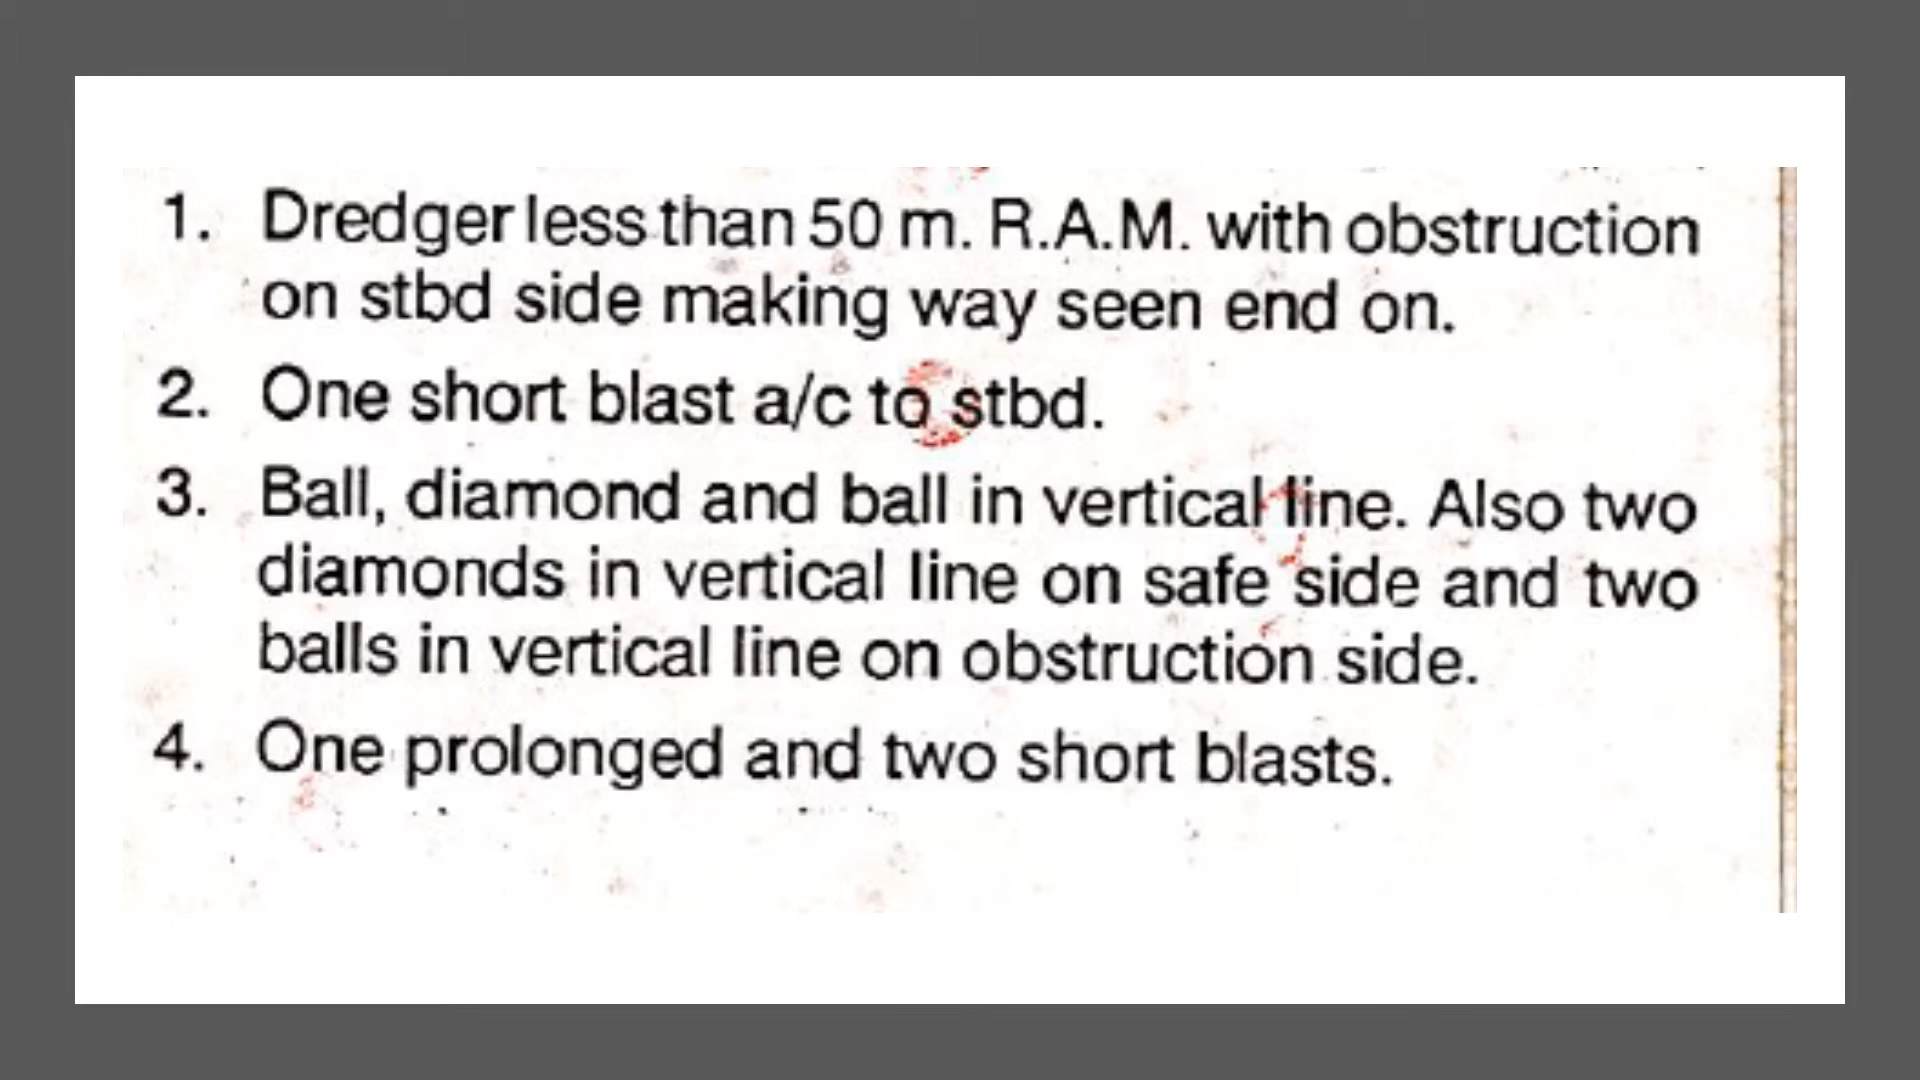 1. Dredger less than 50 m. R.A.M. with obstruction
on stbd side making way seen end on.
2. One short blast a/c to stbd.
3. Ball, diamond and ball in vertical line. Also two
diamonds in vertical line on safe side and two
balls in vertical line on obstruction side.
4. One prolonged and two short blasts.